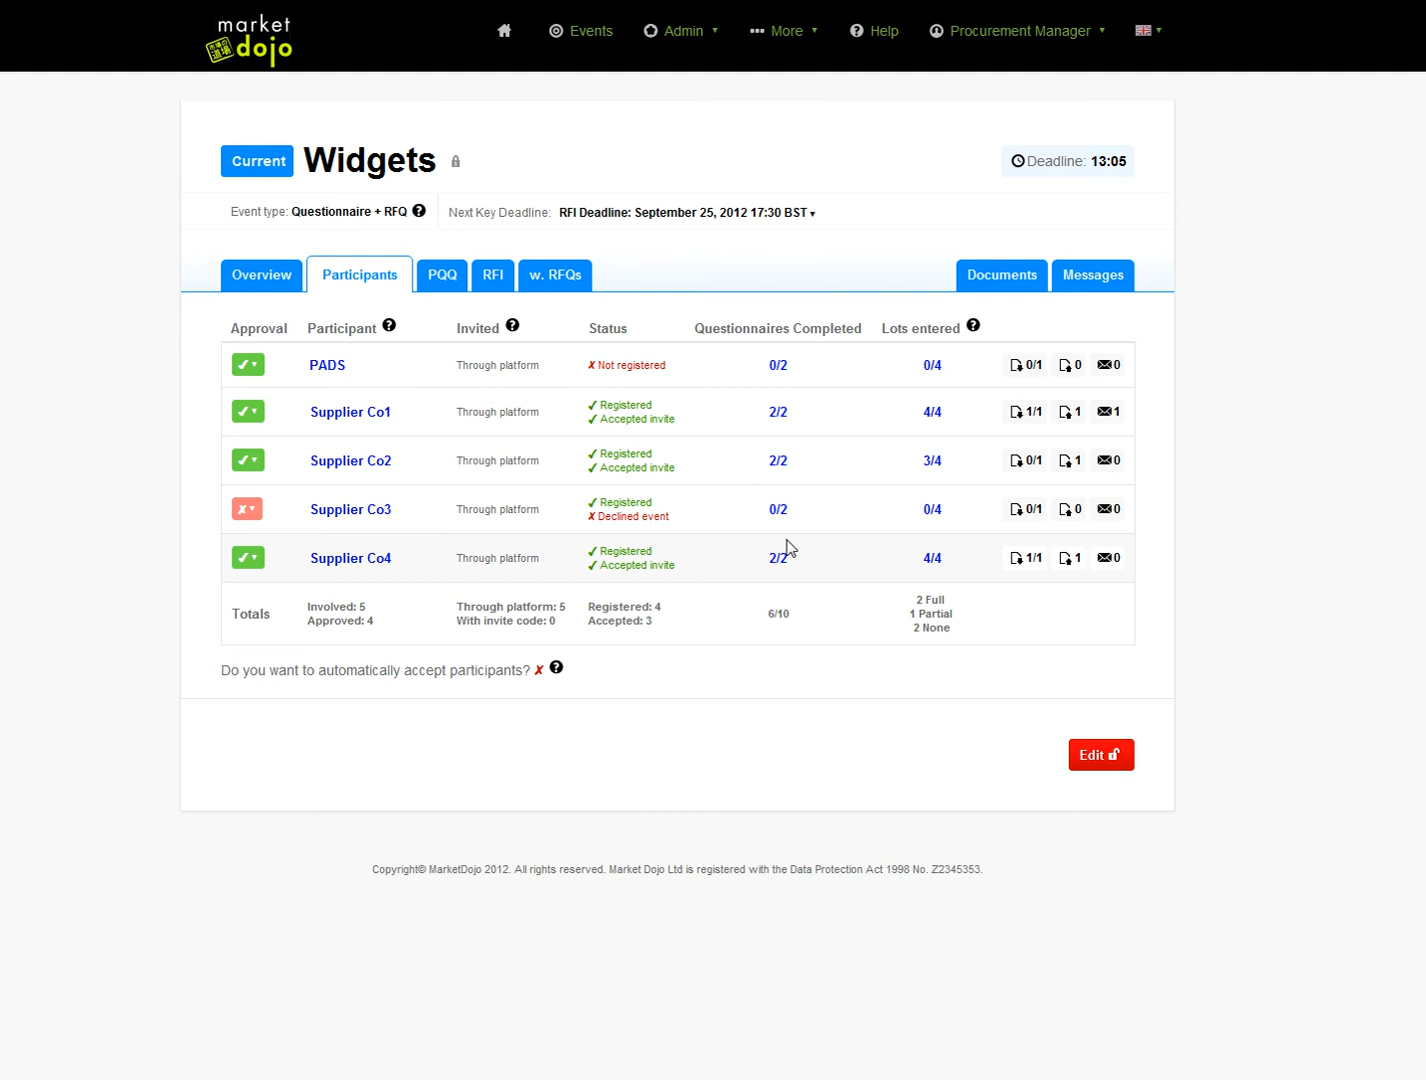 market
dojo
Events
Admin
More
Help
Procurement Manager
Current
Widgets
Deadline: 13:05
Event type: Questionnaire + RFQ
Next Key Deadline: RFI Deadline: September 25, 2012 17:30 BST
Overview
Participants
PQQ
RFI
w. RFQs
Documents
Messages
Approval Participant Invited Status Questionnaires Completed Lots entered
PADS Through platform ✘ Not registered 0/2 0/4 0/1 0 0
Supplier Co1 Through platform ✔ Registered
✔ Accepted invite 2/2 4/4 1/1 1 1
Supplier Co2 Through platform ✔ Registered
✔ Accepted invite 2/2 3/4 0/1 1 0
Supplier Co3 Through platform ✔ Registered
✘ Declined event 0/2 0/4 0/1 0 0
Supplier Co4 Through platform ✔ Registered
✔ Accepted invite 2/2 4/4 1/1 1 0
Totals
Involved: 5
Approved: 4
Through platform: 5
With invite code: 0
Registered: 4
Accepted: 3
6/10
2 Full
1 Partial
2 None
Do you want to automatically accept participants? ✘
Edit
Copyright© MarketDojo 2012. All rights reserved. Market Dojo Ltd is registered with the Data Protection Act 1998 No. Z2345353.